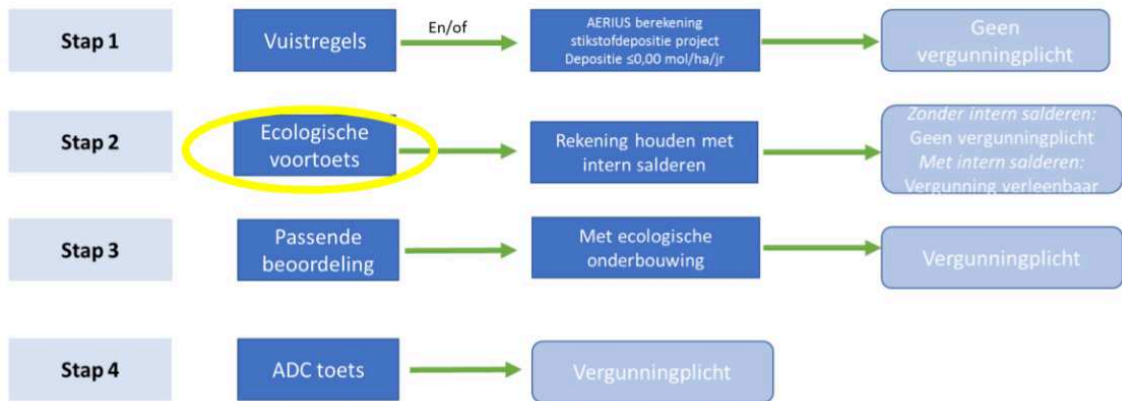 Stap 1
Vuistregels
En/of
AERIUS berekening
stikstofdepositie project
Depositie ≤0,00 mol/ha/jr
Geen
vergunningplicht
Stap 2
Ecologische
voortoets
Rekening houden met
intern salderen
Zonder intern salderen:
Geen vergunningplicht
Met intern salderen:
Vergunning verleenbaar
Stap 3
Passende
beoordeling
Met ecologische
onderbouwing
Vergunningplicht
Stap 4
ADC toets
Vergunningplicht